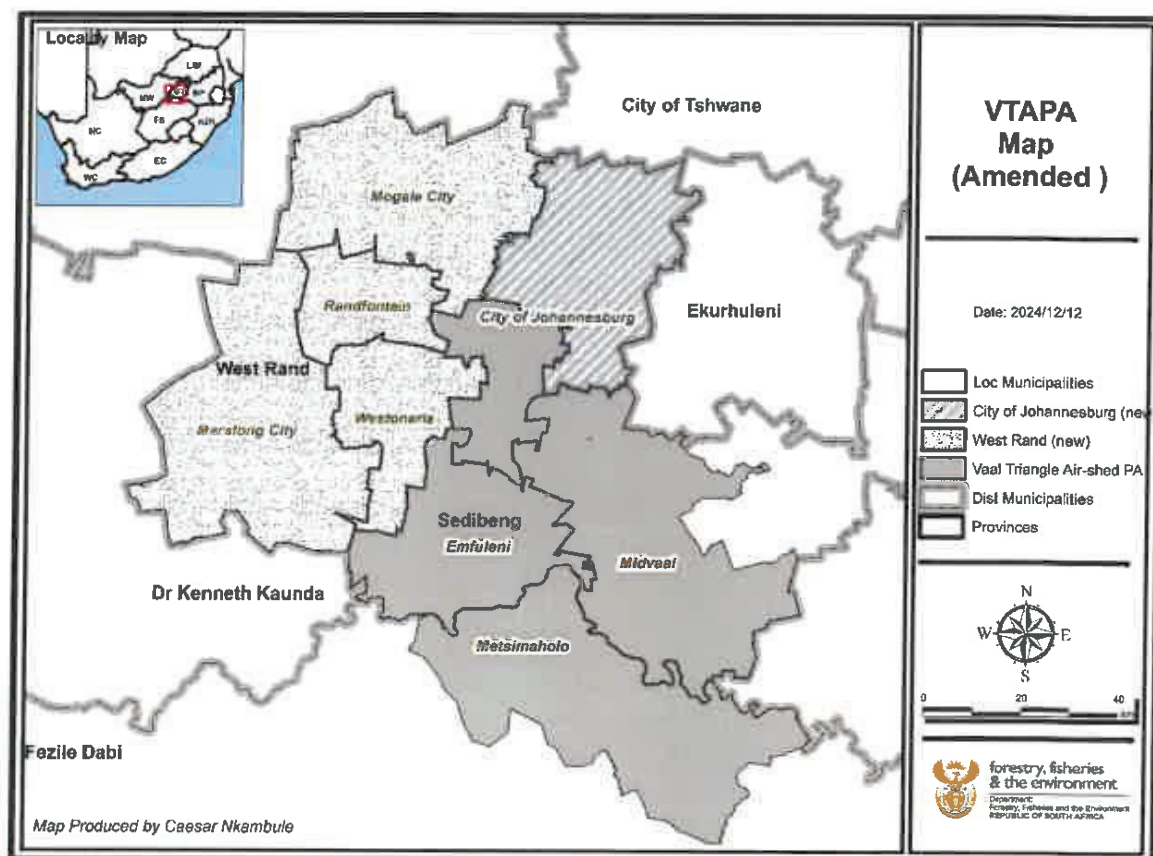 Locality Map
LIM
NW
GP
MP
FS
KZN
NC
EC
WC
City of Tshwane
Mogale City
Randfontein
City of Johannesburg
Ekurhuleni
West Rand
Westonaria
Merafong City
Sedibeng
Emfuleni
Midvaal
Dr Kenneth Kaunda
Metsimaholo
Fezile Dabi
Map Produced by Caesar Nkambule
VTAPA
Map
(Amended )
Date: 2024/12/12
Loc Municipalities
City of Johannesburg (new
West Rand (new)
Vaal Triangle Air-shed PA
Dist Municipalities
Provinces
N
W
E
S
0 20 40
km
forestry, fisheries
& the environment
Department:
Forestry, Fisheries and the Environment
REPUBLIC OF SOUTH AFRICA